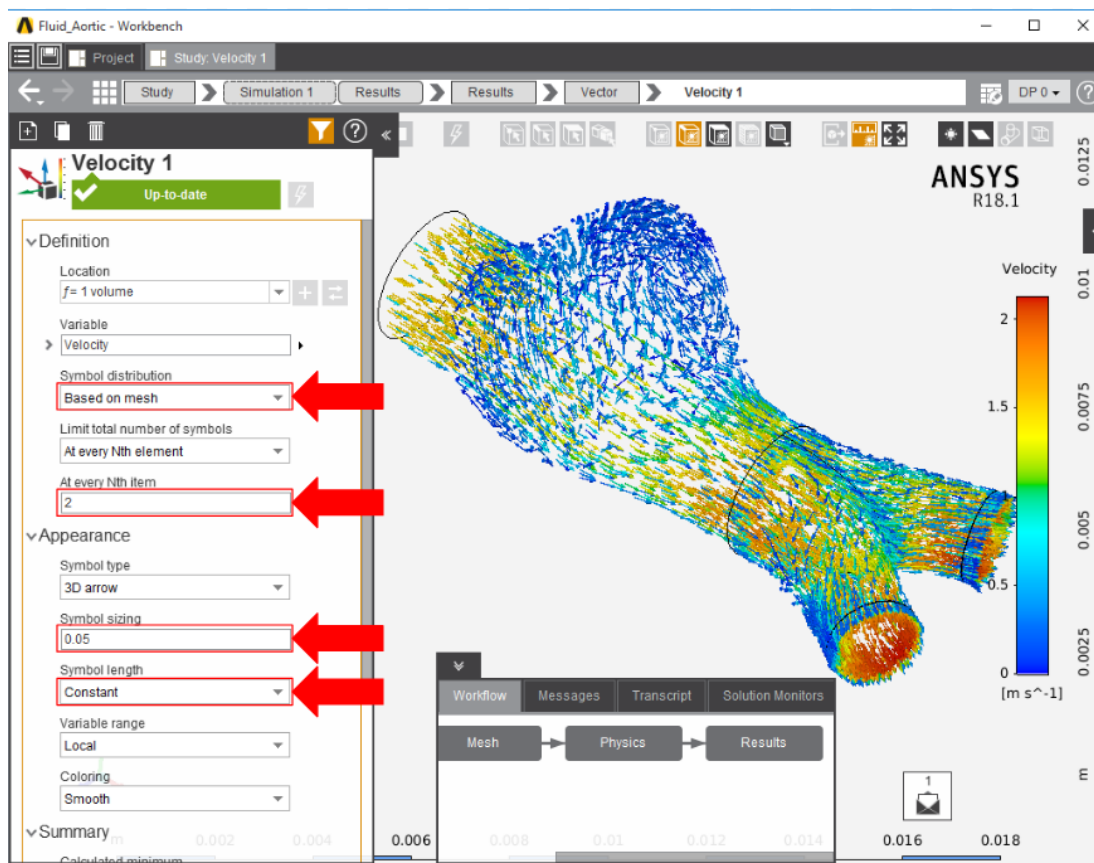 Fluid_Aortic - Workbench
Project
Study: Velocity 1
Study
Simulation 1
Results
Results
Vector
Velocity 1
DP 0
Velocity 1
Up-to-date
Definition
Location
ƒ= 1 volume
Variable
Velocity
Symbol distribution
Based on mesh
Limit total number of symbols
At every Nth element
At every Nth item
2
Appearance
Symbol type
3D arrow
Symbol sizing
0.05
Symbol length
Constant
Variable range
Local
Coloring
Smooth
Summary
Calculated minimum
ANSYS
R18.1
Velocity
2
1.5
0.5
0
[m s^-1]
0.0125
0.01
0.0075
0.005
0.0025
m
Workflow
Messages
Transcript
Solution Monitors
Mesh
Physics
Results
1
m
0.002
0.004
0.006
0.008
0.01
0.012
0.014
0.016
0.018